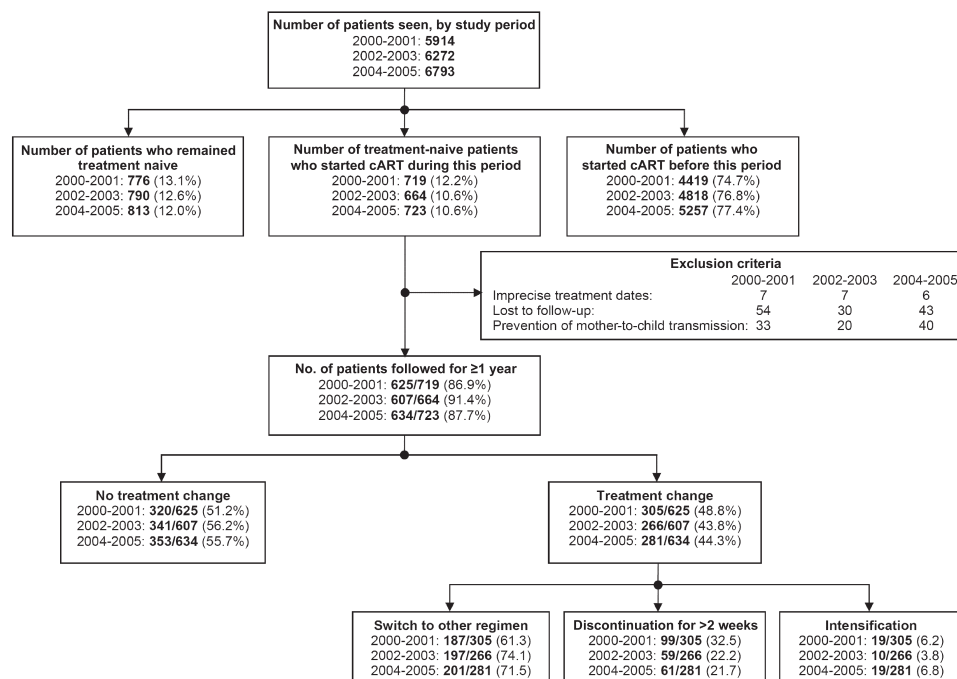 Number of patients seen, by study period
2000-2001: 5914
2002-2003: 6272
2004-2005: 6793
Number of patients who remained
treatment naive
2000-2001: 776 (13.1%)
2002-2003: 790 (12.6%)
2004-2005: 813 (12.0%)
Number of treatment-naive patients
who started cART during this period
2000-2001: 719 (12.2%)
2002-2003: 664 (10.6%)
2004-2005: 723 (10.6%)
Number of patients who
started cART before this period
2000-2001: 4419 (74.7%)
2002-2003: 4818 (76.8%)
2004-2005: 5257 (77.4%)
Exclusion criteria
2000-2001 2002-2003 2004-2005
Imprecise treatment dates: 7 7 6
Lost to follow-up: 54 30 43
Prevention of mother-to-child transmission: 33 20 40
No. of patients followed for ≥1 year
2000-2001: 625/719 (86.9%)
2002-2003: 607/664 (91.4%)
2004-2005: 634/723 (87.7%)
No treatment change
2000-2001: 320/625 (51.2%)
2002-2003: 341/607 (56.2%)
2004-2005: 353/634 (55.7%)
Treatment change
2000-2001: 305/625 (48.8%)
2002-2003: 266/607 (43.8%)
2004-2005: 281/634 (44.3%)
Switch to other regimen
2000-2001: 187/305 (61.3)
2002-2003: 197/266 (74.1)
2004-2005: 201/281 (71.5)
Discontinuation for >2 weeks
2000-2001: 99/305 (32.5)
2002-2003: 59/266 (22.2)
2004-2005: 61/281 (21.7)
Intensification
2000-2001: 19/305 (6.2)
2002-2003: 10/266 (3.8)
2004-2005: 19/281 (6.8)